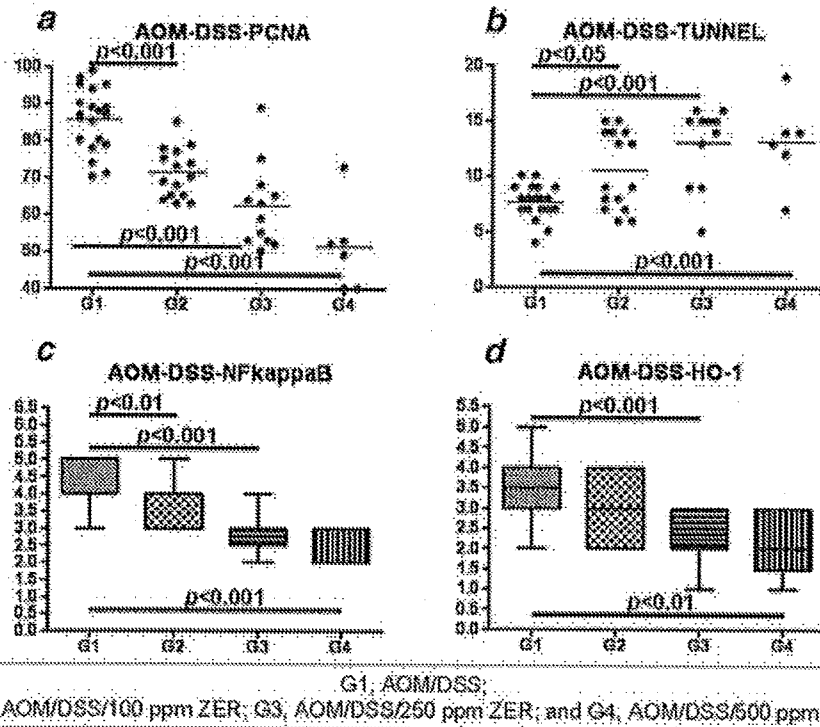 a
AOM-DSS-PCNA
p<0,001
100
90
80
70
60
50
40
p<0,001
p<0,001
G1 G2 G3 G4
b
AOM-DSS-TUNNEL
p<0,05
p<0,001
20
15
10
5
0
p<0,001
G1 G2 G3 G4
c
AOM-DSS-NFkappaB
p<0,01
p<0,001
6.5
6.0
5.5
5.0
4.5
4.0
3.5
3.0
2.5
2.0
1.5
1.0
0.5
0.0
p<0,001
G1 G2 G3 G4
d
AOM-DSS-HO-1
p<0,001
5.5
5.0
4.5
4.0
3.5
3.0
2.5
2.0
1.5
1.0
0.5
0.0
p<0,01
G1 G2 G3 G4
G1, AOM/DSS;
AOM/DSS/100 ppm ZER; G3, AOM/DSS/250 ppm ZER; and G4, AOM/DSS/500 ppm